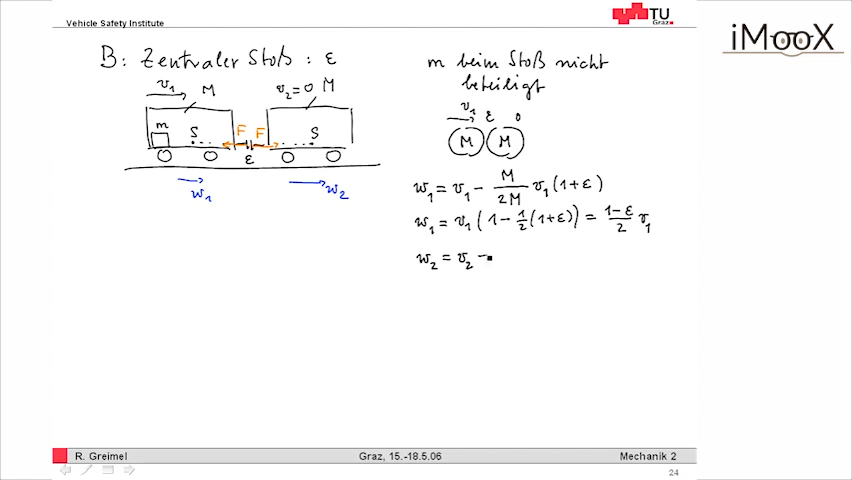 Vehicle Safety Institute
TU
Graz
iMooX
B: Zentraler Stoß: ε
m beim Stoß nicht
beteiligt
v₁ M v₂=0 M
m S F F S
ε
w₁ w₂
v₁ ε 0
M M
w₁ = v₁ - M/2M v₁ (1+ε)
w₁ = v₁ (1 - 1/2 (1+ε)) = 1-ε/2 v₁
w₂ = v₂ -
R. Greimel Graz, 15.-18.5.06 Mechanik 2
24